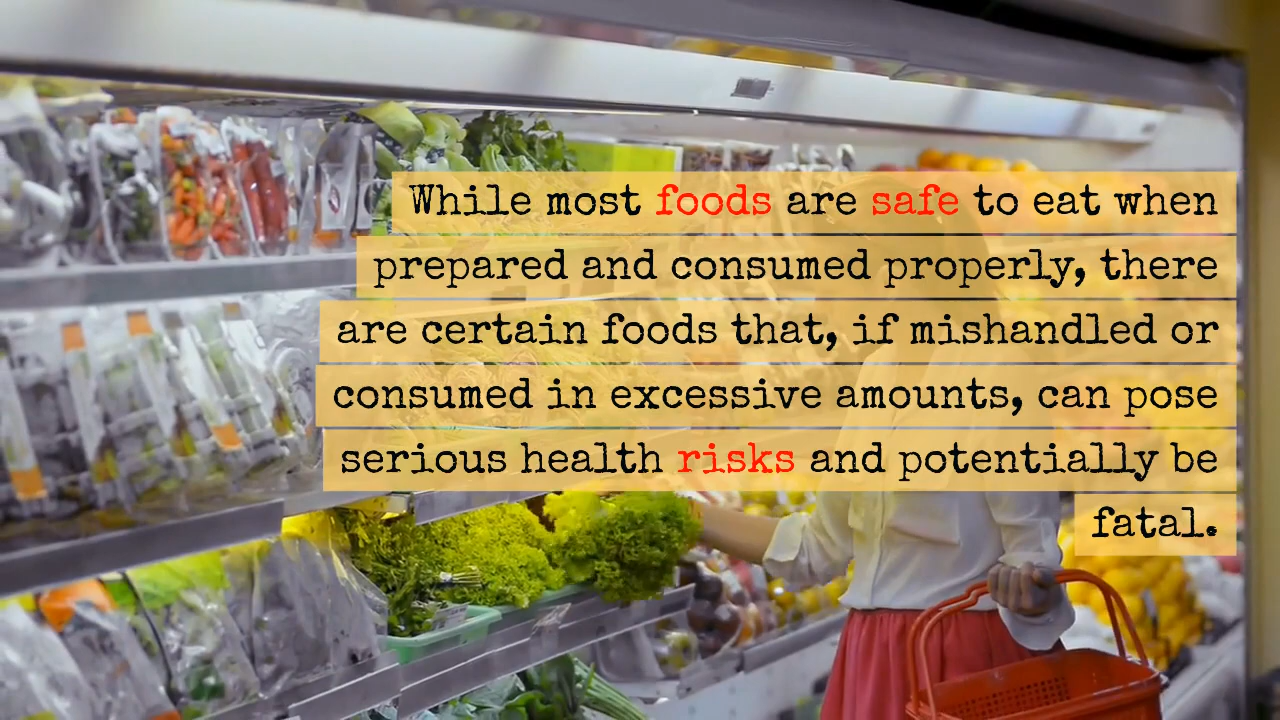 While most foods are safe to eat when
prepared and consumed properly, there
are certain foods that, if mishandled or
consumed in excessive amounts, can pose
serious health risks and potentially be
fatal.